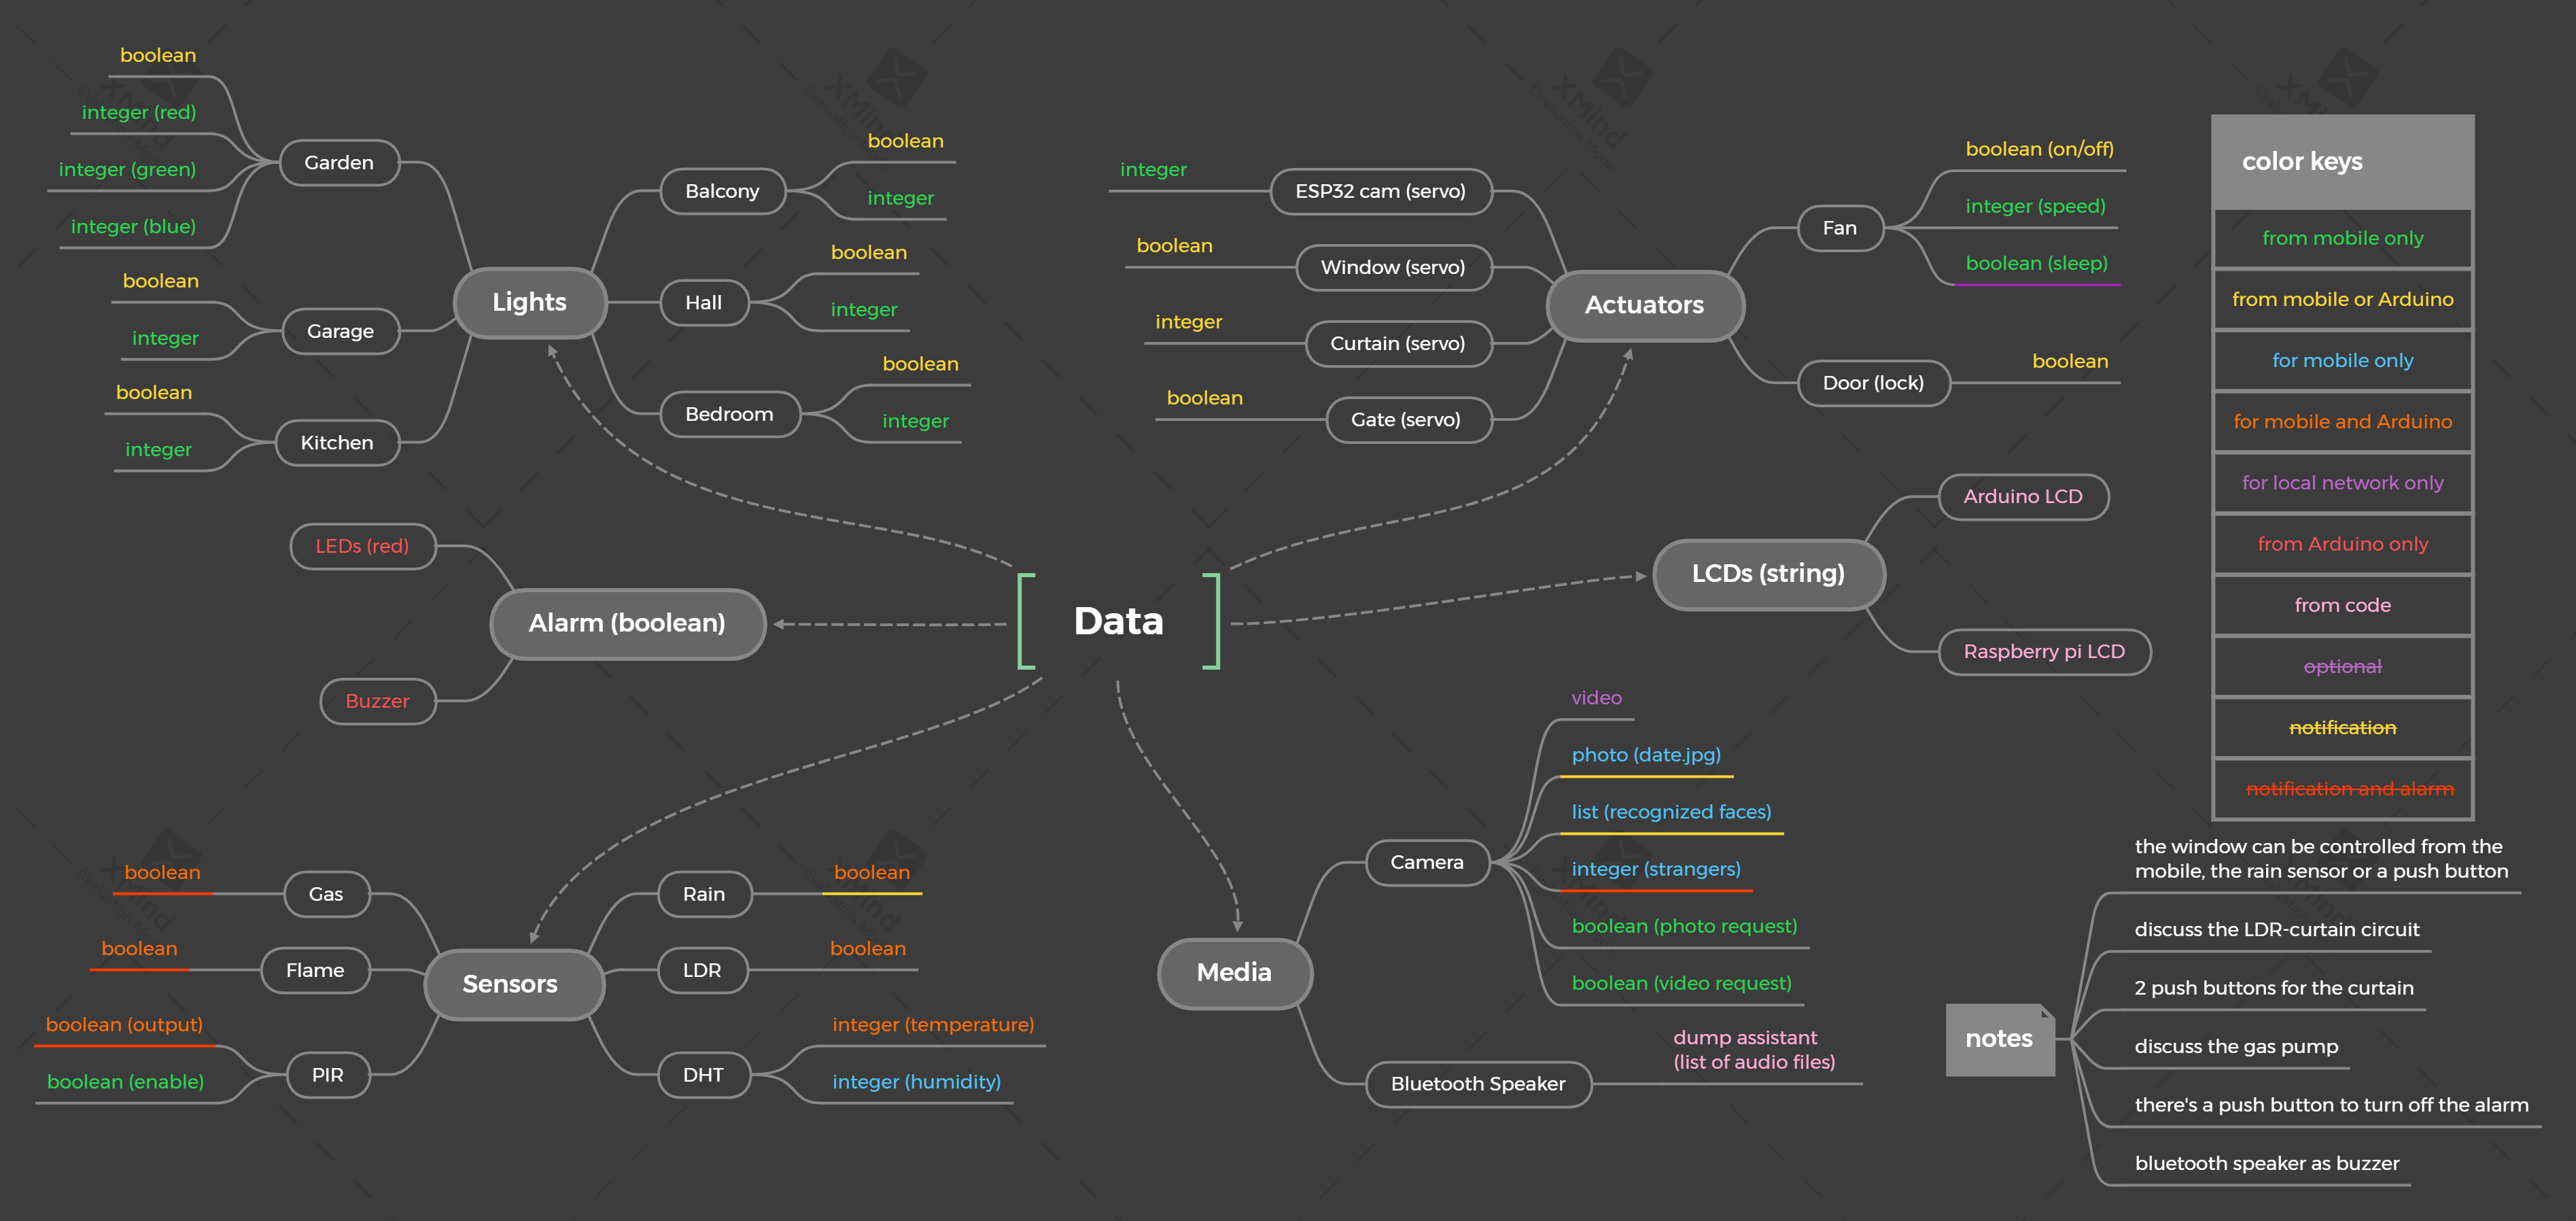 boolean
integer (red)
integer (green)
integer (blue)
Garden
boolean
integer
Garage
boolean
integer
Kitchen
Lights
Balcony
boolean
integer
Hall
boolean
integer
Bedroom
boolean
integer
integer
ESP32 cam (servo)
boolean
Window (servo)
integer
Curtain (servo)
boolean
Gate (servo)
Actuators
Fan
boolean (on/off)
integer (speed)
boolean (sleep)
Door (lock)
boolean
LEDs (red)
Alarm (boolean)
Buzzer
Data
LCDs (string)
Arduino LCD
Raspberry pi LCD
boolean
Gas
boolean
Flame
boolean (output)
boolean (enable)
PIR
Sensors
Rain
boolean
LDR
boolean
DHT
integer (temperature)
integer (humidity)
Media
Camera
video
photo (date.jpg)
list (recognized faces)
integer (strangers)
boolean (photo request)
boolean (video request)
Bluetooth Speaker
dump assistant
(list of audio files)
color keys
from mobile only
from mobile or Arduino
for mobile only
for mobile and Arduino
for local network only
from Arduino only
from code
optional
notification
notification and alarm
notes
the window can be controlled from the
mobile, the rain sensor or a push button
discuss the LDR-curtain circuit
2 push buttons for the curtain
discuss the gas pump
there's a push button to turn off the alarm
bluetooth speaker as buzzer
XMind
XMind
XMind
XMind